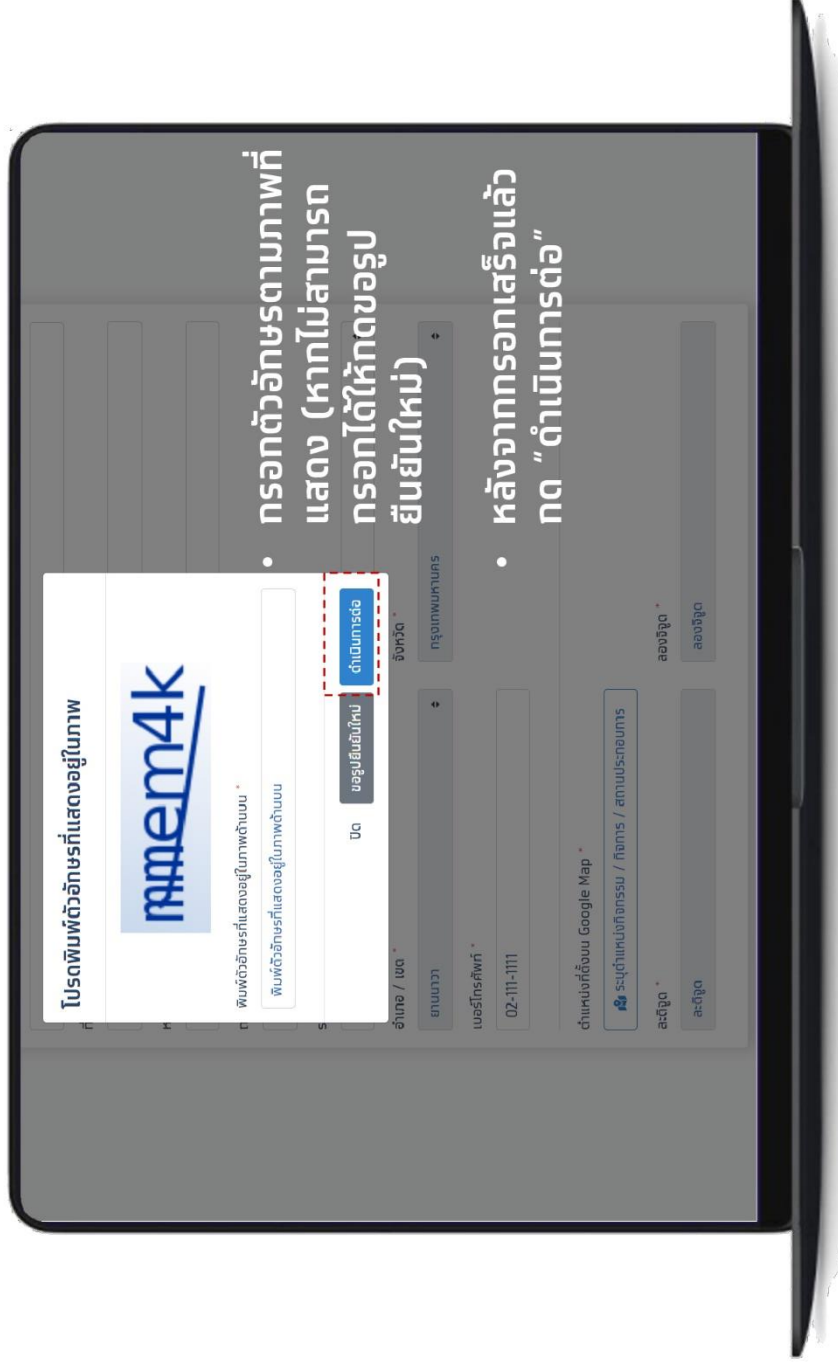 โปรดพิมพ์ตัวอักษรที่แสดงอยู่ในภาพ
mmem4k
พิมพ์ตัวอักษรที่แสดงอยู่ในภาพด้านบน *
พิมพ์ตัวอักษรที่แสดงอยู่ในภาพด้านบน
ปิด ขอรูปยืนยันใหม่ ดำเนินการต่อ
• กรอกตัวอักษรตามภาพที่
แสดง (หากไม่สามารถ
กรอกได้ให้กดขอรูป
ยืนยันใหม่)
• หลังจากกรอกเสร็จแล้ว
กด “ดำเนินการต่อ”
อำเภอ / เขต * จังหวัด *
ยานนาวา กรุงเทพมหานคร
เบอร์โทรศัพท์ *
02-111-1111
ตำแหน่งที่ตั้งบน Google Map *
ระบุตำแหน่งกิจกรรม / กิจการ / สถานประกอบการ
ละติจูด * ลองจิจูด *
ละติจูด ลองจิจูด